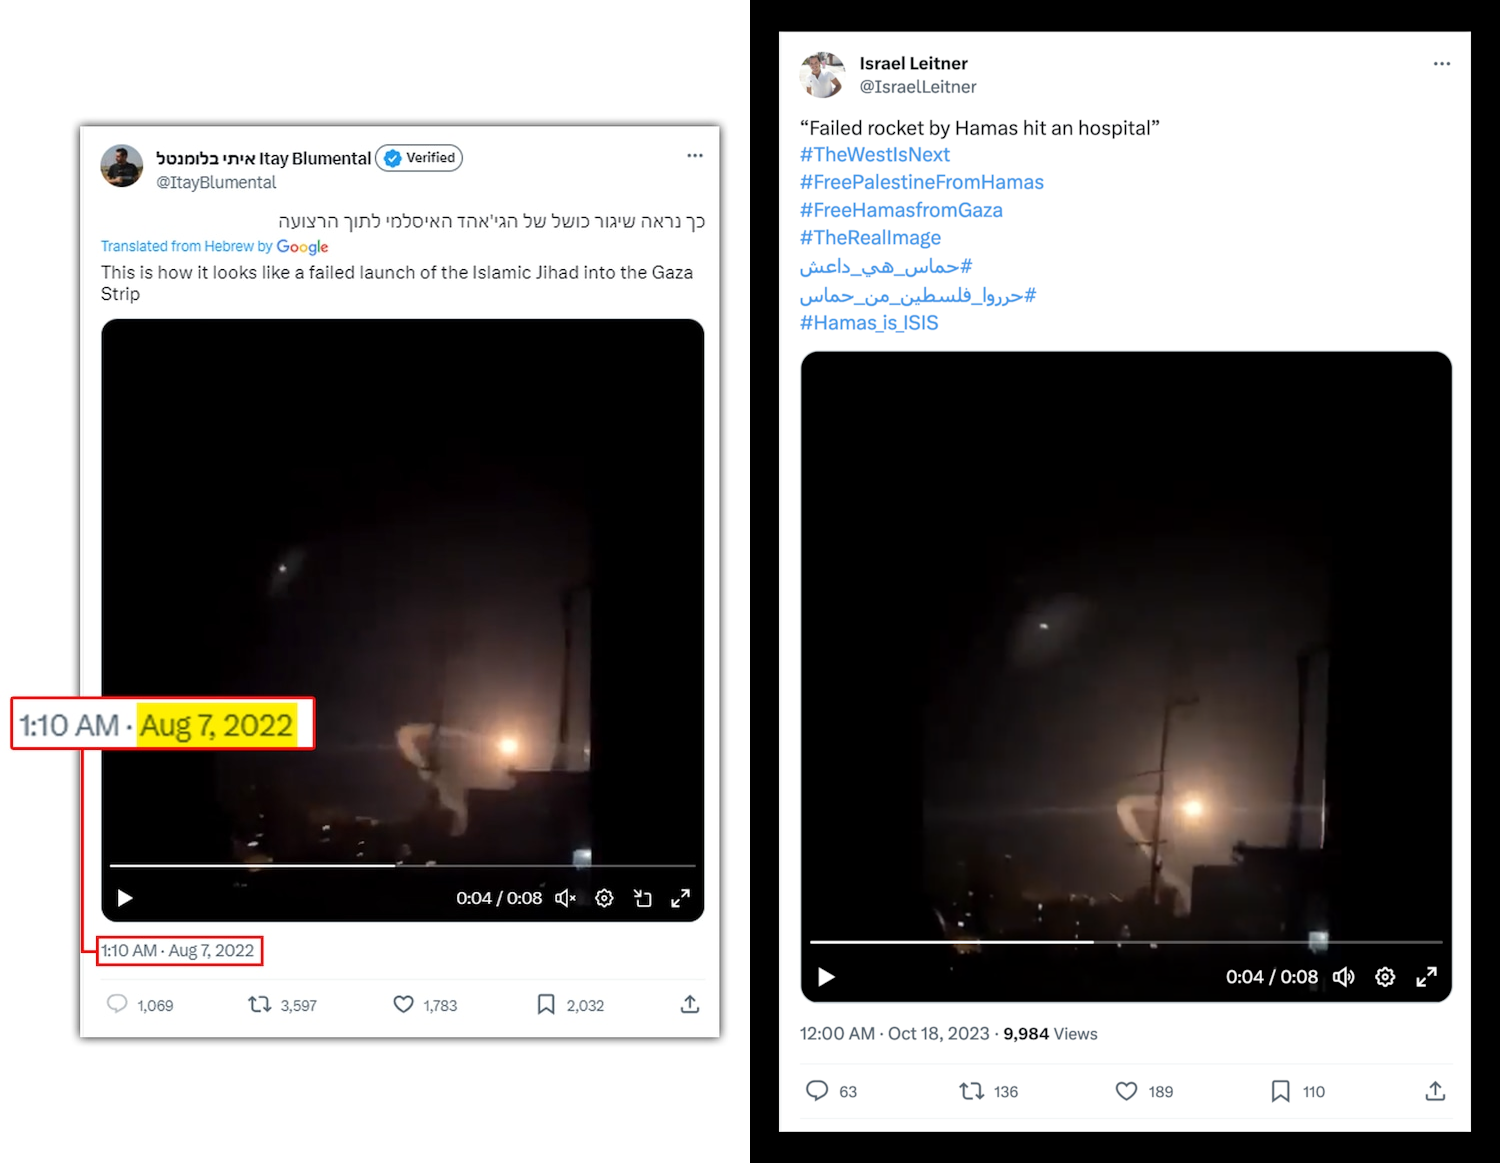 איתי בלומנטל Itay Blumental Verified
@ItayBlumental
כך נראה שיגור כושל של הגי'אהד האיסלמי לתוך הרצועה
Translated from Hebrew by Google
This is how it looks like a failed launch of the Islamic Jihad into the Gaza
Strip
1:10 AM · Aug 7, 2022
0:04 / 0:08
1:10 AM · Aug 7, 2022
1,069 3,597 1,783 2,032
Israel Leitner
@IsraelLeitner
“Failed rocket by Hamas hit an hospital”
#TheWestIsNext
#FreePalestineFromHamas
#FreeHamasfromGaza
#TheRealImage
#حماس_هي_داعش
#حرروا_فلسطين_من_حماس
#Hamas_is_ISIS
0:04 / 0:08
12:00 AM · Oct 18, 2023 · 9,984 Views
63 136 189 110